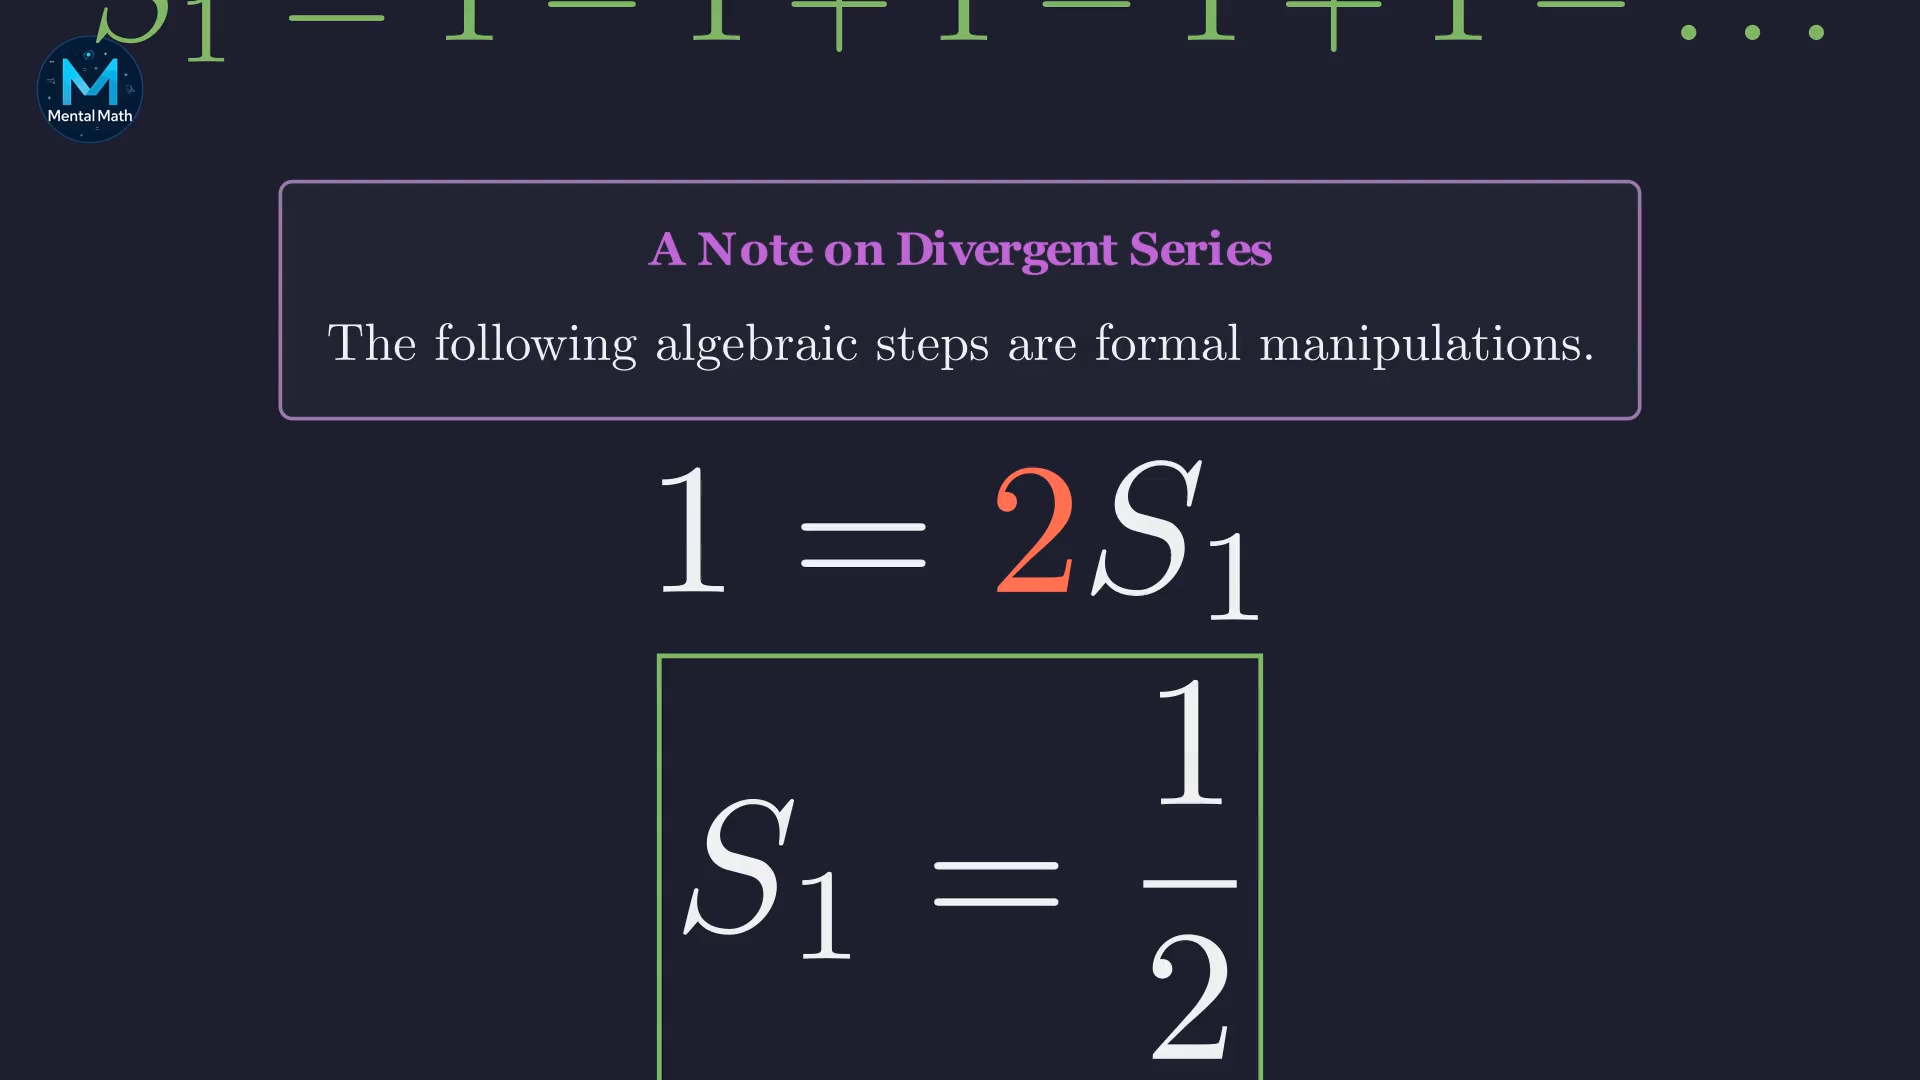 S₁ = 1 − 1 + 1 − 1 + 1 − ...
M
Mental Math
A Note on Divergent Series
The following algebraic steps are formal manipulations.
1 = 2S₁
S₁ = 1/2